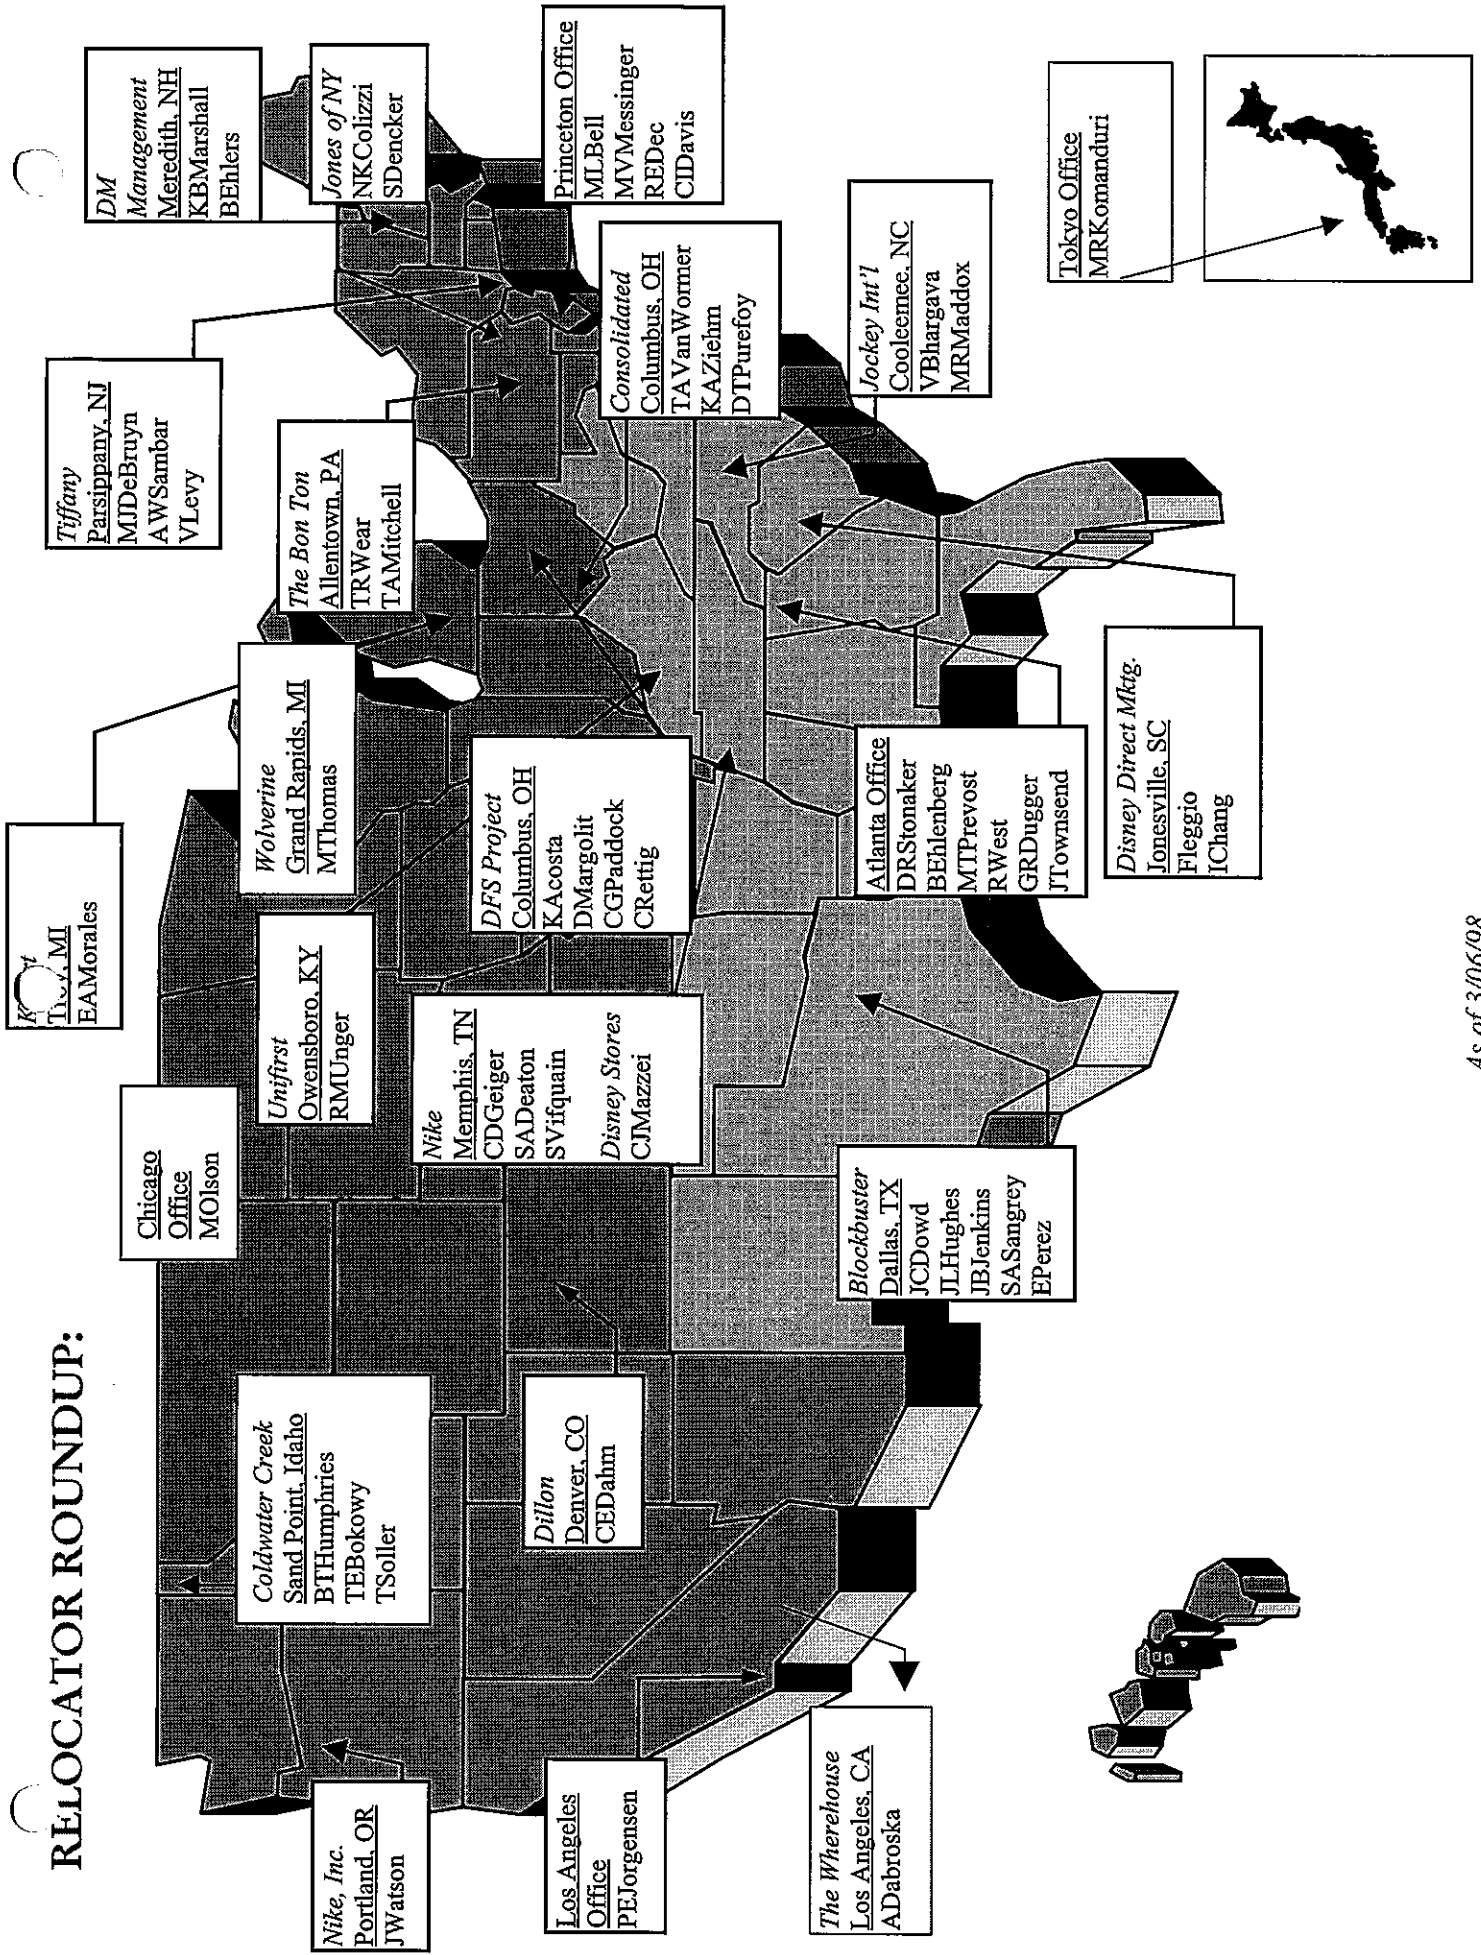 RELOCATOR ROUNDUP:
Nike, Inc.
Portland, OR
JWatson
Los Angeles
Office
PEJorgensen
The Wherehouse
Los Angeles, CA
ADabroska
Coldwater Creek
Sand Point, Idaho
BTHumphries
TEBokowy
TSoller
Dillon
Denver, CO
CEDahm
Chicago
Office
MOlson
Unifirst
Owensboro, KY
RMUnger
Nike
Memphis, TN
CDGeiger
SADeaton
SVifquain
Disney Stores
CJMazzei
Blockbuster
Dallas, TX
JCDowd
JLHughes
JBJenkins
SASangrey
EPerez
MI
EAMorales
Wolverine
Grand Rapids, MI
MThomas
DFS Project
Columbus, OH
KAcosta
DMargolit
CGPaddock
CRettig
Atlanta Office
DRStonaker
BEhlenberg
MTPrevost
RWest
GRDugger
JTownsend
Disney Direct Mktg.
Jonesville, SC
Fleggio
IChang
Tiffany
Parsippany, NJ
MJDeBruyn
AWSambar
VLevy
The Bon Ton
Allentown, PA
TRWear
TAMitchell
Consolidated
Columbus, OH
TAVanWormer
KAZiehm
DTPurefoy
Jockey Int'l
Cooleemee, NC
VBhargava
MRMaddox
DM
Management
Meredith, NH
KBMarshall
BEhlers
Jones of NY
NKColizzi
SDencker
Princeton Office
MLBell
MVMessinger
REDec
CIDavis
Tokyo Office
MRKomanduri
As of 3/06/98